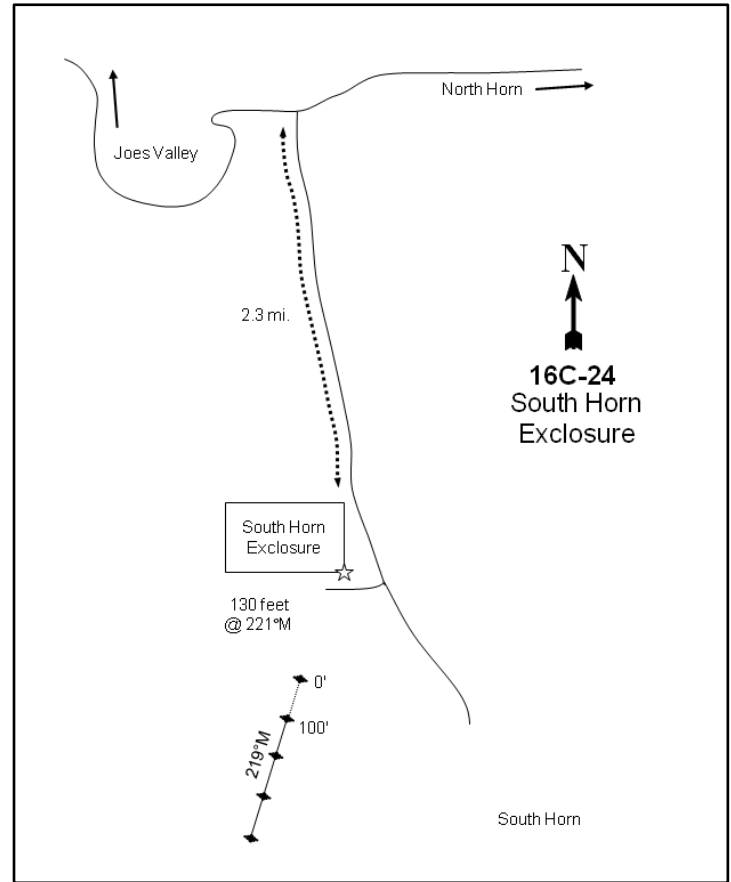 North Horn
Joes Valley
N
2.3 mi.
16C-24
South Horn
Exclosure
South Horn
Exclosure
130 feet
@ 221°M
0'
100'
219°M
South Horn